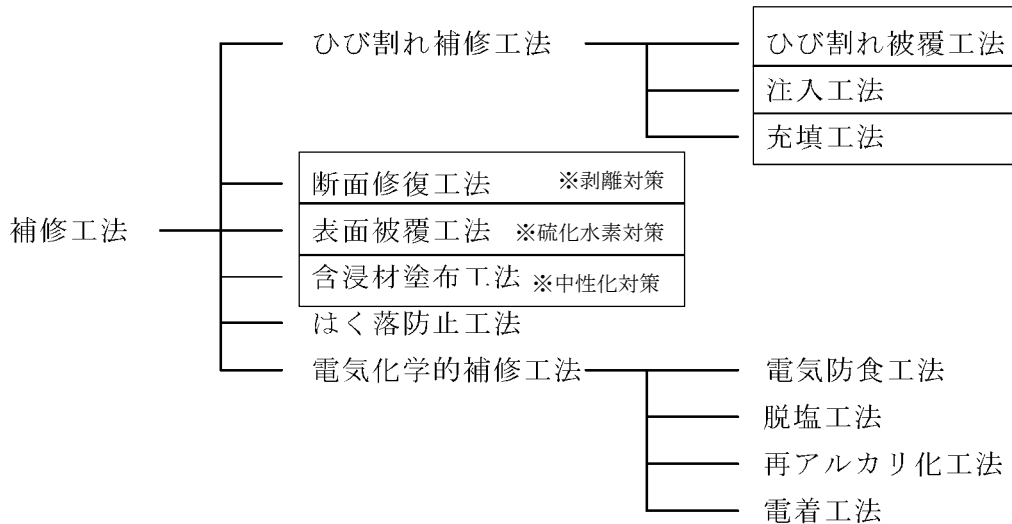 ひび割れ補修工法 ひび割れ被覆工法
注入工法
充填工法
断面修復工法 ※剥離対策
補修工法 表面被覆工法 ※硫化水素対策
含浸材塗布工法 ※中性化対策
はく落防止工法
電気化学的補修工法 電気防食工法
脱塩工法
再アルカリ化工法
電着工法